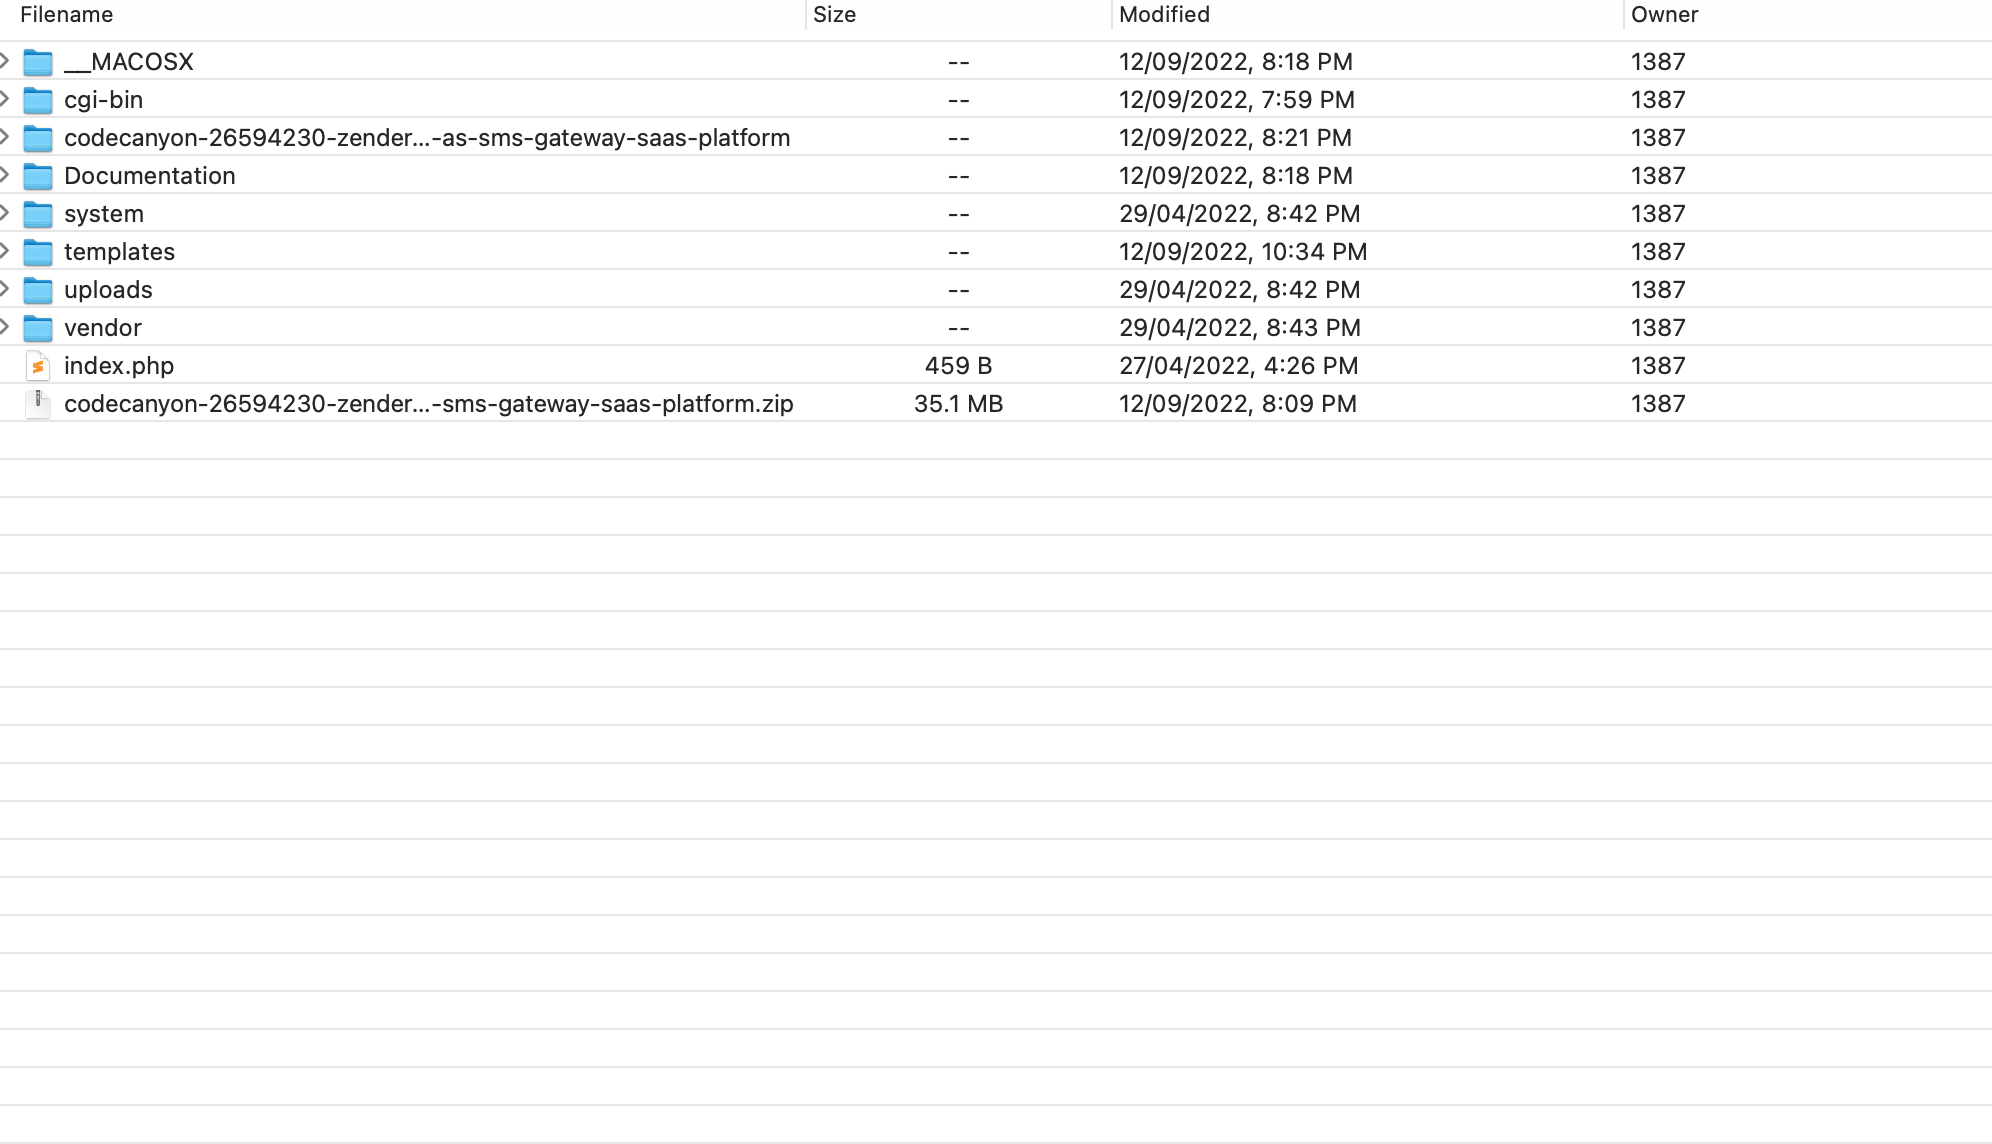 Filename Size Modified Owner
__MACOSX -- 12/09/2022, 8:18 PM 1387
cgi-bin -- 12/09/2022, 7:59 PM 1387
codecanyon-26594230-zender...-as-sms-gateway-saas-platform -- 12/09/2022, 8:21 PM 1387
Documentation -- 12/09/2022, 8:18 PM 1387
system -- 29/04/2022, 8:42 PM 1387
templates -- 12/09/2022, 10:34 PM 1387
uploads -- 29/04/2022, 8:42 PM 1387
vendor -- 29/04/2022, 8:43 PM 1387
index.php 459 B 27/04/2022, 4:26 PM 1387
codecanyon-26594230-zender...-sms-gateway-saas-platform.zip 35.1 MB 12/09/2022, 8:09 PM 1387